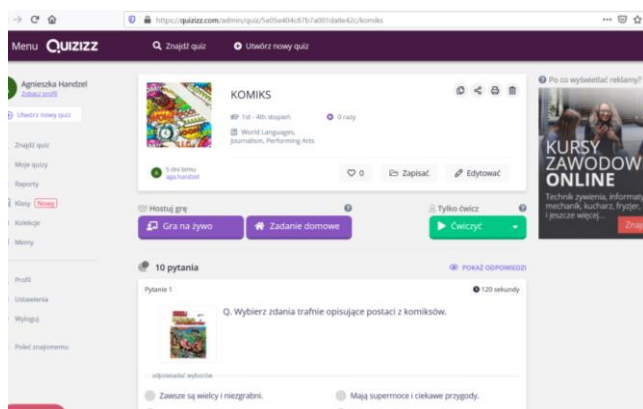 https://quizizz.com/admin/quiz/5e05e404c87b7a001da8e42c/komiks
Menu QUIZIZZ
Znajdź quiz
Utwórz nowy quiz
Agnieszka Handzel
Zobacz profil
Utwórz nowy quiz
Znajdź quiz
Moje quizy
Raporty
Klasy Nowy
Kolekcje
Memy
Profil
Ustawienia
Wyloguj
Poleć znajomemu
KOMIKS
1st - 4th stopień
0 razy
World Languages,
Journalism, Performing Arts
5 dni temu
aga.handzel
0
Zapisać
Edytować
Hostuj grę
Tylko ćwicz
Gra na żywo
Zadanie domowe
Ćwiczyć
10 pytania
POKAŻ ODPOWIEDZI
Pytanie 1
120 sekundy
Q. Wybierz zdania trafnie opisujące postaci z komiksów.
odpowiadać wyborów
Zawsze są wielcy i niezgrabni.
Mają supermoce i ciekawe przygody.
Po co wyświetlać reklamy?
KURSY
ZAWODOW
ONLINE
Technik żywienia, informaty
mechanik, kucharz, fryzjer,
i jeszcze więcej...
Znaj